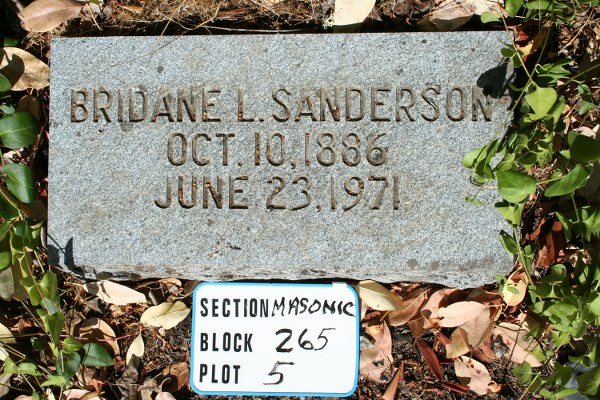 BRIDANE L. SANDERSON
OCT. 10, 1886
JUNE 23, 1971
SECTION MASONIC
BLOCK 265
PLOT 5